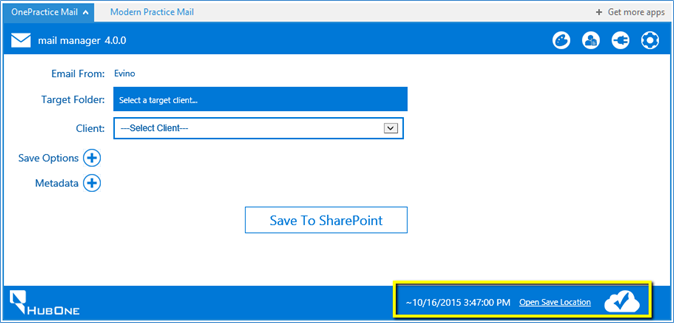 OnePractice Mail Modern Practice Mail + Get more apps
mail manager 4.0.0
Email From: Evino
Target Folder: Select a target client...
Client: ---Select Client---
Save Options
Metadata
Save To SharePoint
HUBONE ~10/16/2015 3:47:00 PM Open Save Location